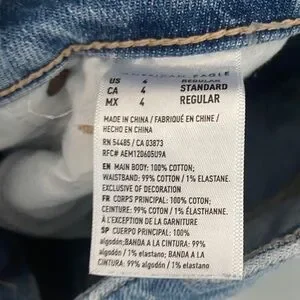 AMERICAN EAGLE
US 4 REGULAR
CA 4 STANDARD
MX 4 REGULAR
MADE IN CHINA / FABRIQUÉ EN CHINE /
HECHO EN CHINA
RN 54485 / CA 03873
RFC# AEM120605U9A
EN MAIN BODY: 100% COTTON;
WAISTBAND: 99% COTTON / 1% ELASTANE.
EXCLUSIVE OF DECORATION
FR CORPS PRINCIPAL: 100% COTON;
CEINTURE: 99% COTON / 1% ÉLASTHANNE.
À L'EXCEPTION DE LA GARNITURE
SP CUERPO PRINCIPAL: 100%
algodón; BANDA A LA CINTURA: 99%
algodón / 1% elastano; BANDA A LA
CINTURA: 99% algodón / 1% elastano